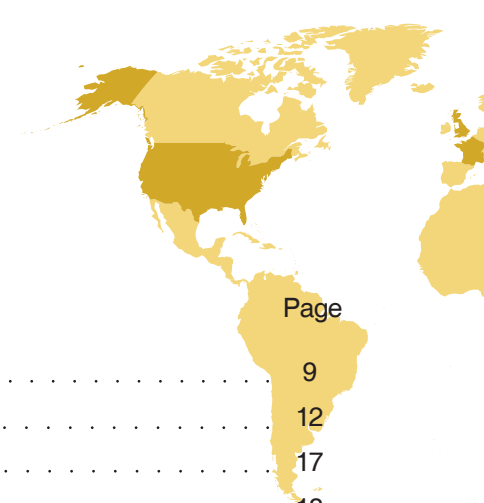 Page
. . . . . . . . . . . . . 9
. . . . . . . . . . . . . 12
. . . . . . . . . . . . . 17